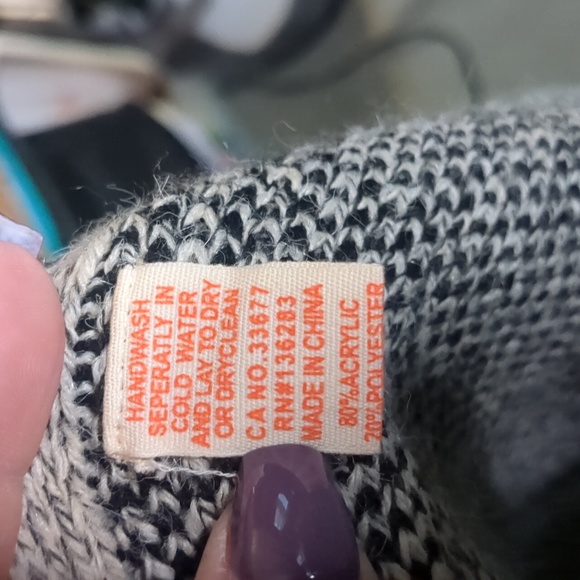 HANDWASH
SEPERATLY IN
COLD WATER
AND LAY TO DRY
OR DRYCLEAN
CA NO 33677
RN#136283
MADE IN CHINA
80%ACRYLIC
20%POLYESTER